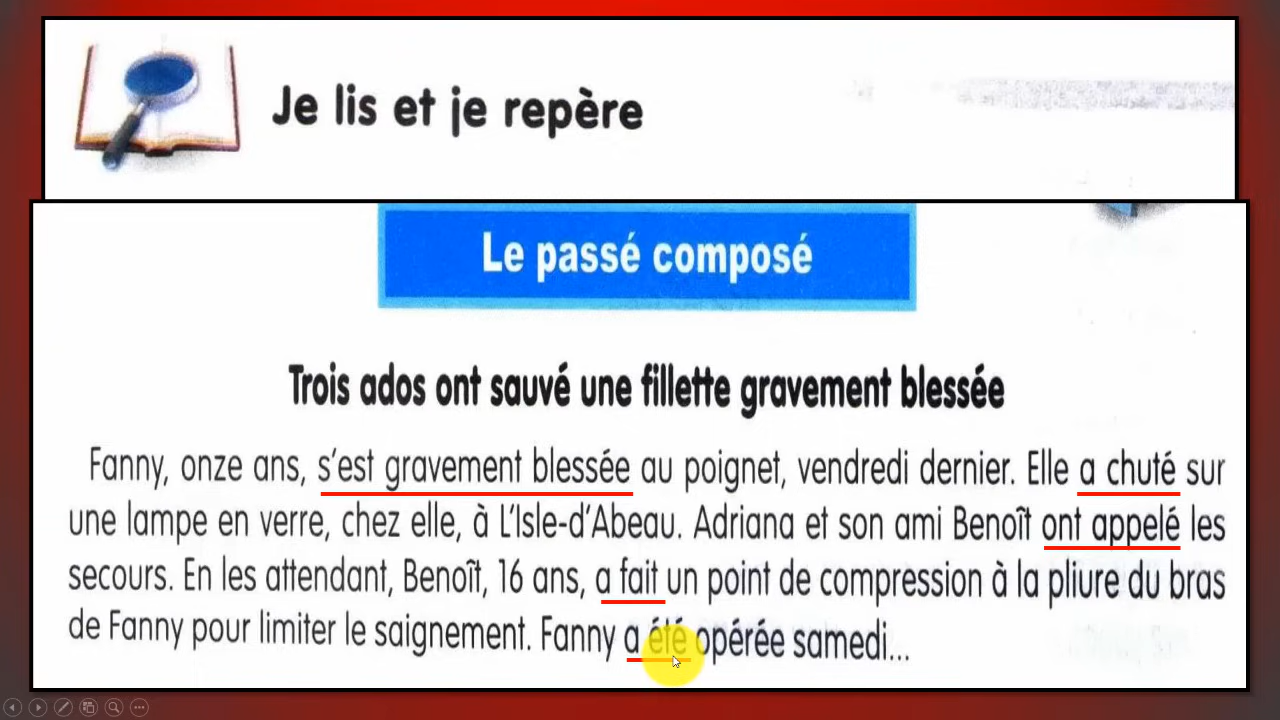 Je lis et je repère
Le passé composé
Trois ados ont sauvé une fillette gravement blessée
Fanny, onze ans, s'est gravement blessée au poignet, vendredi dernier. Elle a chuté sur
une lampe en verre, chez elle, à L'Isle-d'Abeau. Adriana et son ami Benoît ont appelé les
secours. En les attendant, Benoît, 16 ans, a fait un point de compression à la pliure du bras
de Fanny pour limiter le saignement. Fanny a été opérée samedi...